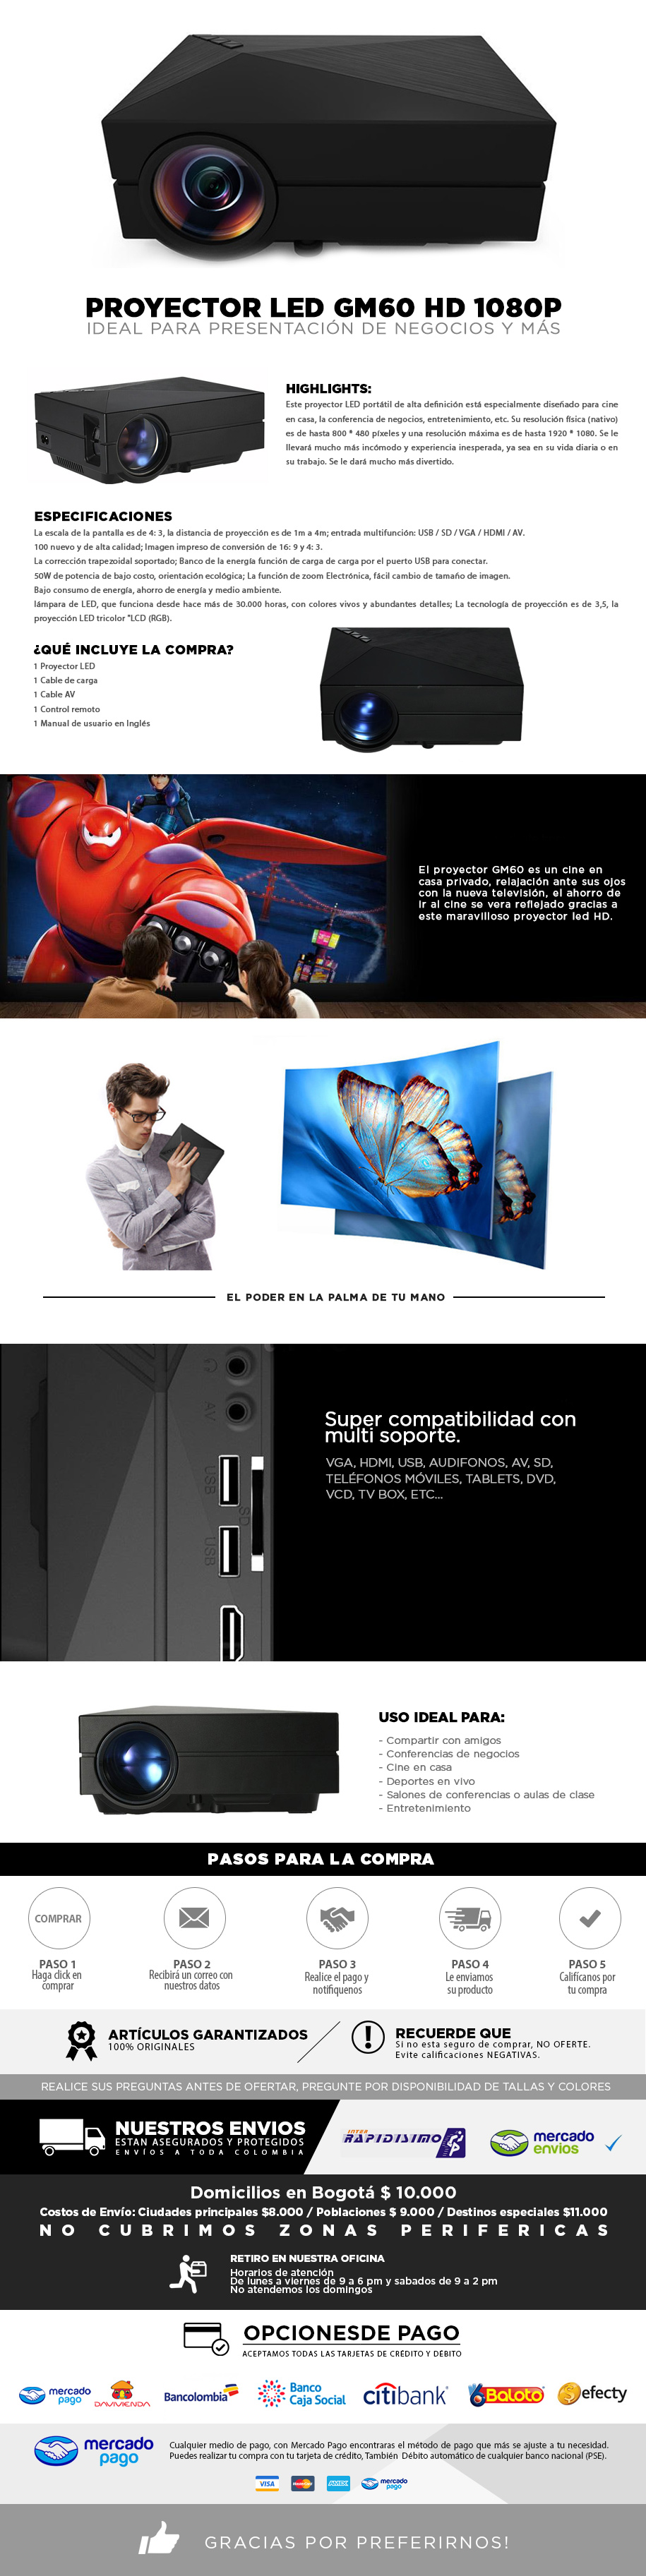 PROYECTOR LED GM60 HD 1080P
IDEAL PARA PRESENTACIÓN DE NEGOCIOS Y MÁS
HIGHLIGHTS:
Este proyector LED portátil de alta definición está especialmente diseñado para cine
en casa, la conferencia de negocios, entretenimiento, etc. Su resolución física (nativo)
es de hasta 800 * 480 píxeles y una resolución máxima es de hasta 1920 * 1080. Se le
llevará mucho más incómodo y experiencia inesperada, ya sea en su vida diaria o en
su trabajo. Se le dará mucho más divertido.
ESPECIFICACIONES
La escala de la pantalla es de 4: 3, la distancia de proyección es de 1m a 4m; entrada multifunción: USB / SD / VGA / HDMI / AV.
100 nuevo y de alta calidad; Imagen impreso de conversión de 16: 9 y 4: 3.
La corrección trapezoidal soportado; Banco de la energía función de carga de carga por el puerto USB para conectar.
50W de potencia de bajo costo, orientación ecológica; La función de zoom Electrónica, fácil cambio de tamaño de imagen.
Bajo consumo de energía, ahorro de energía y medio ambiente.
lámpara de LED, que funciona desde hace más de 30.000 horas, con colores vivos y abundantes detalles; La tecnología de proyección es de 3,5, la
proyección LED tricolor "LCD (RGB).
¿QUÉ INCLUYE LA COMPRA?
1 Proyector LED
1 Cable de carga
1 Cable AV
1 Control remoto
1 Manual de usuario en Inglés
El proyector GM60 es un cine en
casa privado, relajación ante sus ojos
con la nueva televisión, el ahorro de
ir al cine se vera reflejado gracias a
este maravilloso proyector led HD.
EL PODER EN LA PALMA DE TU MANO
AV
USB
SD
USB
Super compatibilidad con
multi soporte.
VGA, HDMI, USB, AUDIFONOS, AV, SD,
TELÉFONOS MÓVILES, TABLETS, DVD,
VCD, TV BOX, ETC...
USO IDEAL PARA:
- Compartir con amigos
- Conferencias de negocios
- Cine en casa
- Deportes en vivo
- Salones de conferencias o aulas de clase
- Entretenimiento
PASOS PARA LA COMPRA
COMPRAR
PASO 1
Haga click en
comprar
PASO 2
Recibirá un correo con
nuestros datos
PASO 3
Realice el pago y
notifiquenos
PASO 4
Le enviamos
su producto
PASO 5
Califícanos por
tu compra
ARTÍCULOS GARANTIZADOS
100% ORIGINALES
RECUERDE QUE
Si no esta seguro de comprar, NO OFERTE.
Evite calificaciones NEGATIVAS.
REALICE SUS PREGUNTAS ANTES DE OFERTAR, PREGUNTE POR DISPONIBILIDAD DE TALLAS Y COLORES
NUESTROS ENVIOS
ESTAN ASEGURADOS Y PROTEGIDOS
ENVÍOS A TODA COLOMBIA
INTER
RAPIDISIMO
mercado
envios
Domicilios en Bogotá $ 10.000
Costos de Envío: Ciudades principales $8.000 / Poblaciones $ 9.000 / Destinos especiales $11.000
NO CUBRIMOS ZONAS PERIFERICAS
RETIRO EN NUESTRA OFICINA
Horarios de atención
De lunes a viernes de 9 a 6 pm y sabados de 9 a 2 pm
No atendemos los domingos
OPCIONESDE PAGO
ACEPTAMOS TODAS LAS TARJETAS DE CRÉDITO Y DÉBITO
mercado
pago
DAVIVIENDA
Bancolombia
Banco
Caja Social
citibank
Baloto
efecty
mercado
pago
Cualquier medio de pago, con Mercado Pago encontraras el método de pago que más se ajuste a tu necesidad.
Puedes realizar tu compra con tu tarjeta de crédito, También Débito automático de cualquier banco nacional (PSE).
VISA
MasterCard
AMEX
mercado
pago
GRACIAS POR PREFERIRNOS!